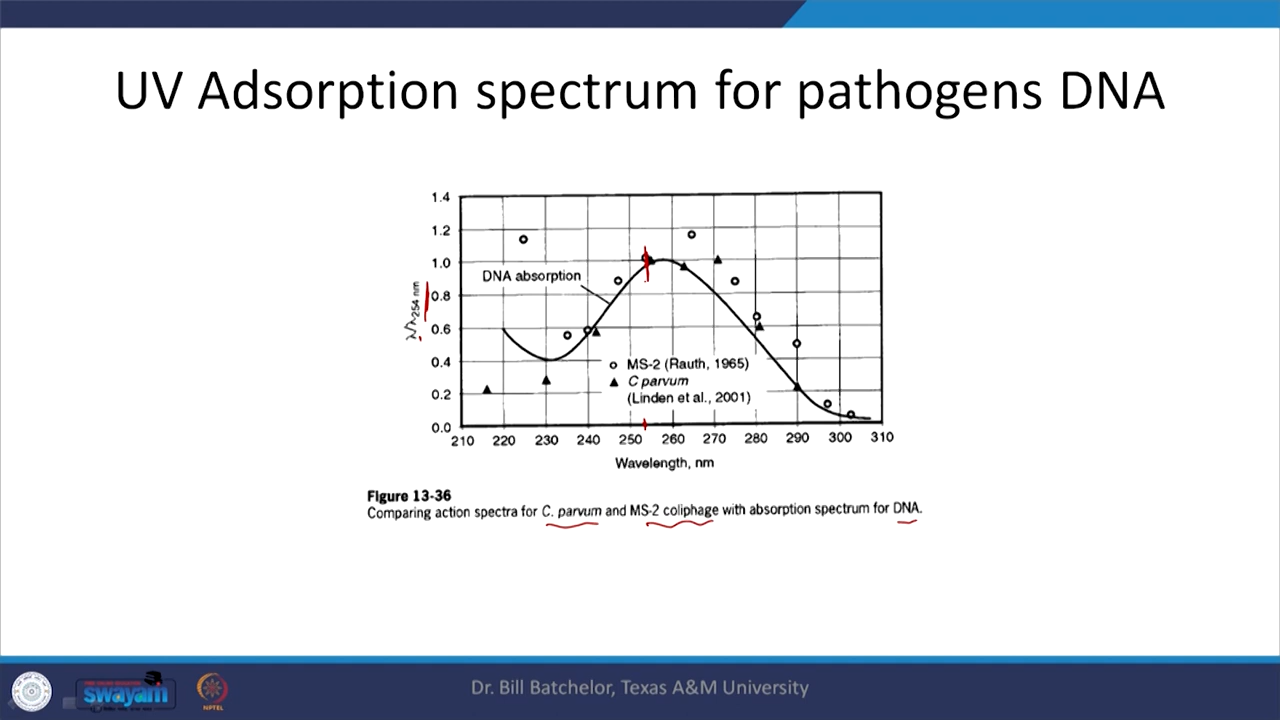 UV Adsorption spectrum for pathogens DNA
1.4
1.2
1.0
0.8
0.6
0.4
0.2
0.0
λ/λ254 nm
DNA absorption
MS-2 (Rauth, 1965)
C parvum
(Linden et al., 2001)
210 220 230 240 250 260 270 280 290 300 310
Wavelength, nm
Figure 13-36
Comparing action spectra for C. parvum and MS-2 coliphage with absorption spectrum for DNA.
swayam
NPTEL
Dr. Bill Batchelor, Texas A&M University